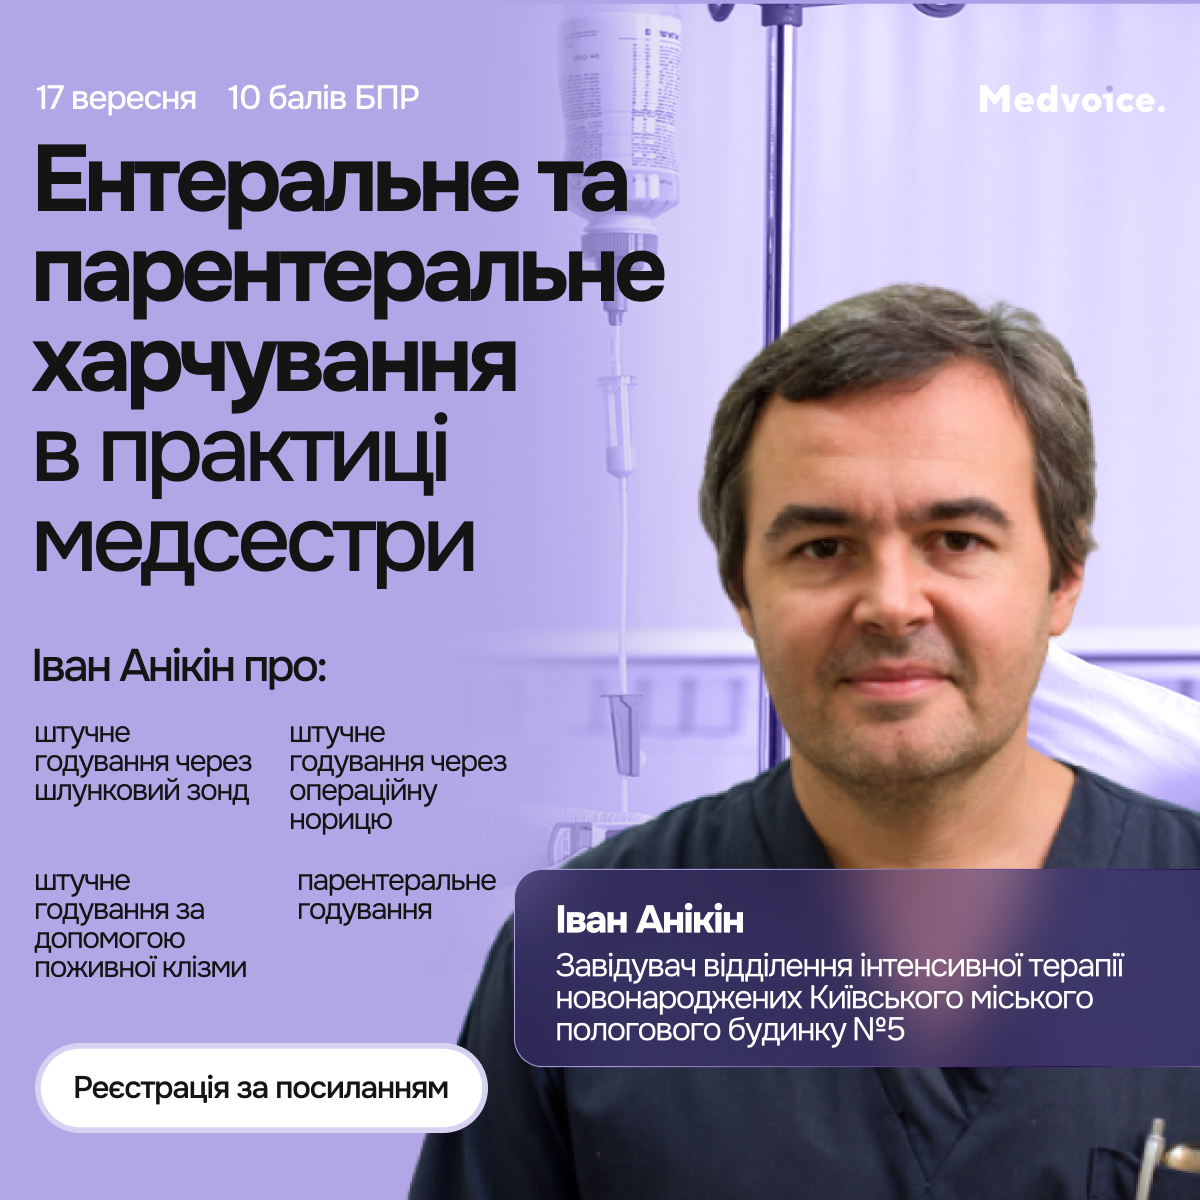 17 вересня 10 балів БПР
Medvoice.
Ентеральне та
парентеральне
харчування
в практиці
медсестри
Іван Анікін про:
штучне
годування через
шлунковий зонд
штучне
годування через
операційну
норицю
штучне
годування за
допомогою
поживної клізми
парентеральне
годування
Іван Анікін
Завідувач відділення інтенсивної терапії
новонароджених Київського міського
пологового будинку №5
Реєстрація за посиланням